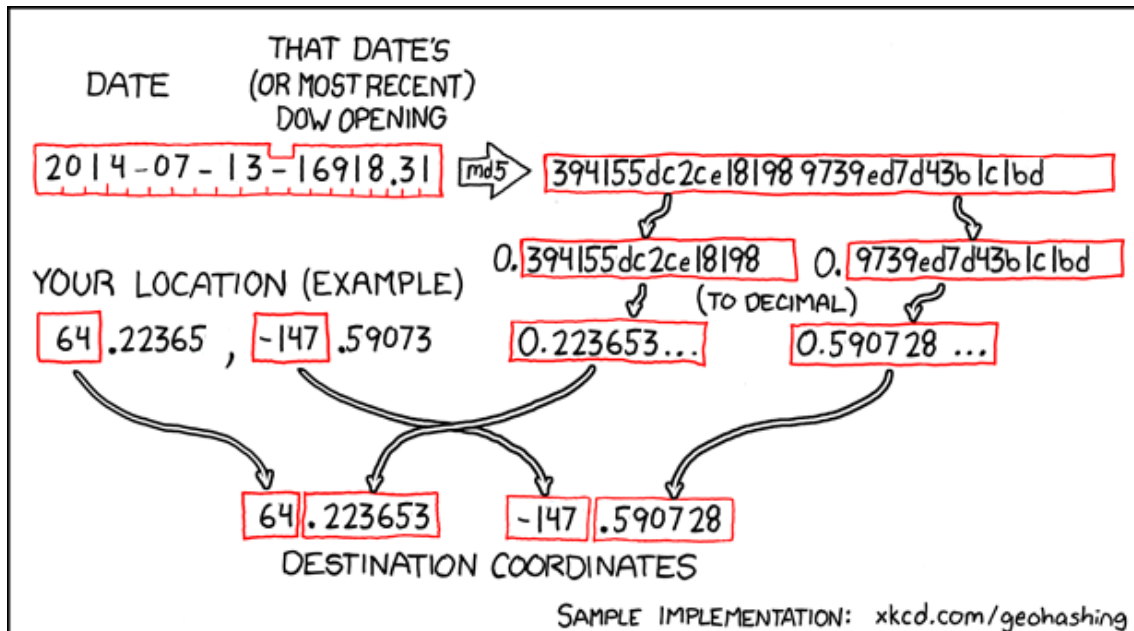 DATE
THAT DATE'S
(OR MOST RECENT)
DOW OPENING
2014-07-13-16918.31
md5
394155dc2ce181989739ed7d43b1c1bd
0.394155dc2ce18198
0.9739ed7d43b1c1bd
YOUR LOCATION (EXAMPLE)
(TO DECIMAL)
64.22365, -147.59073
0.223653...
0.590728...
64.223653
-147.590728
DESTINATION COORDINATES
SAMPLE IMPLEMENTATION: xkcd.com/geohashing